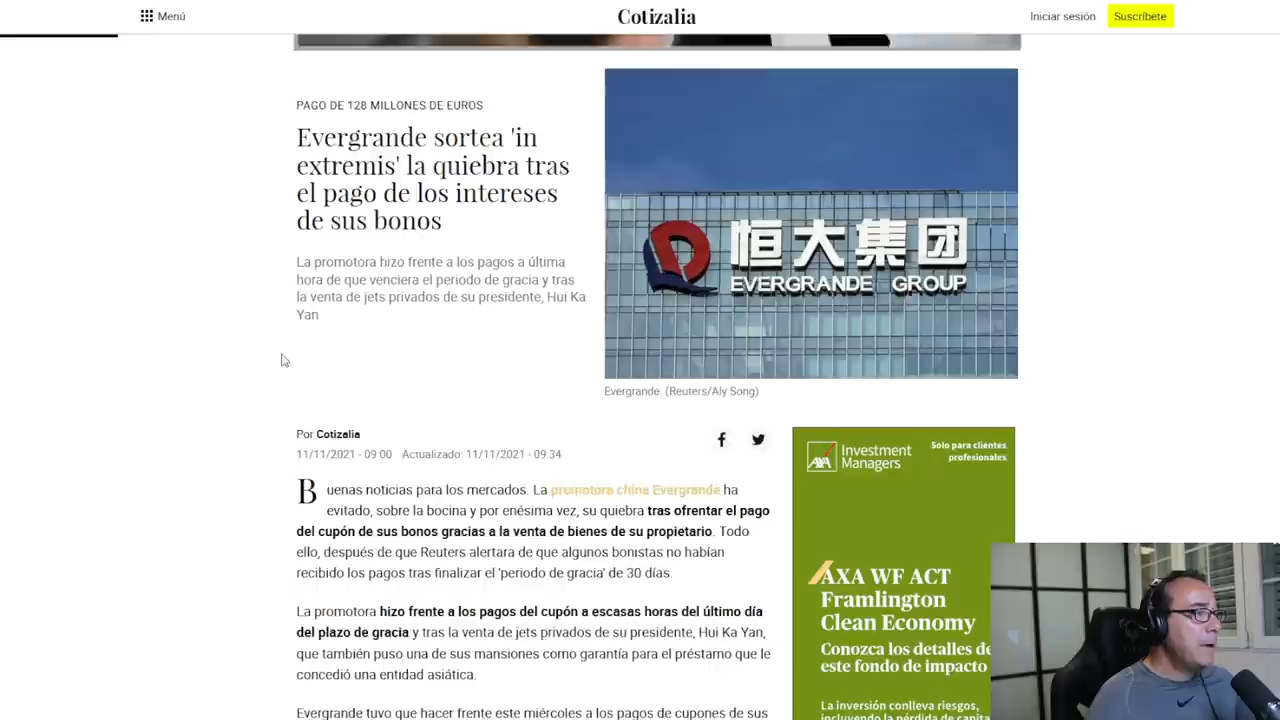 Menú
Cotizalia
Iniciar sesión
Suscríbete
PAGO DE 128 MILLONES DE EUROS
Evergrande sortea 'in
extremis' la quiebra tras
el pago de los intereses
de sus bonos
La promotora hizo frente a los pagos a última
hora de que venciera el periodo de gracia y tras
la venta de jets privados de su presidente, Hui Ka
Yan
恒大集团
EVERGRANDE GROUP
Evergrande. (Reuters/Aly Song)
Por Cotizalia
11/11/2021 - 09:00 Actualizado: 11/11/2021 - 09:34
Buenas noticias para los mercados. La promotora china Evergrande ha
evitado, sobre la bocina y por enésima vez, su quiebra tras ofrentar el pago
del cupón de sus bonos gracias a la venta de bienes de su propietario. Todo
ello, después de que Reuters alertara de que algunos bonistas no habían
recibido los pagos tras finalizar el 'periodo de gracia' de 30 días.
La promotora hizo frente a los pagos del cupón a escasas horas del último día
del plazo de gracia y tras la venta de jets privados de su presidente, Hui Ka Yan,
que también puso una de sus mansiones como garantía para el préstamo que le
concedió una entidad asiática.
Evergrande tuvo que hacer frente este miércoles a los pagos de cupones de sus
AXA
Investment
Managers
Solo para clientes
profesionales
AXA WF ACT
Framlington
Clean Economy
Conozca los detalles de
este fondo de impacto
La inversión conlleva riesgos,
incluyendo la pérdida de capital